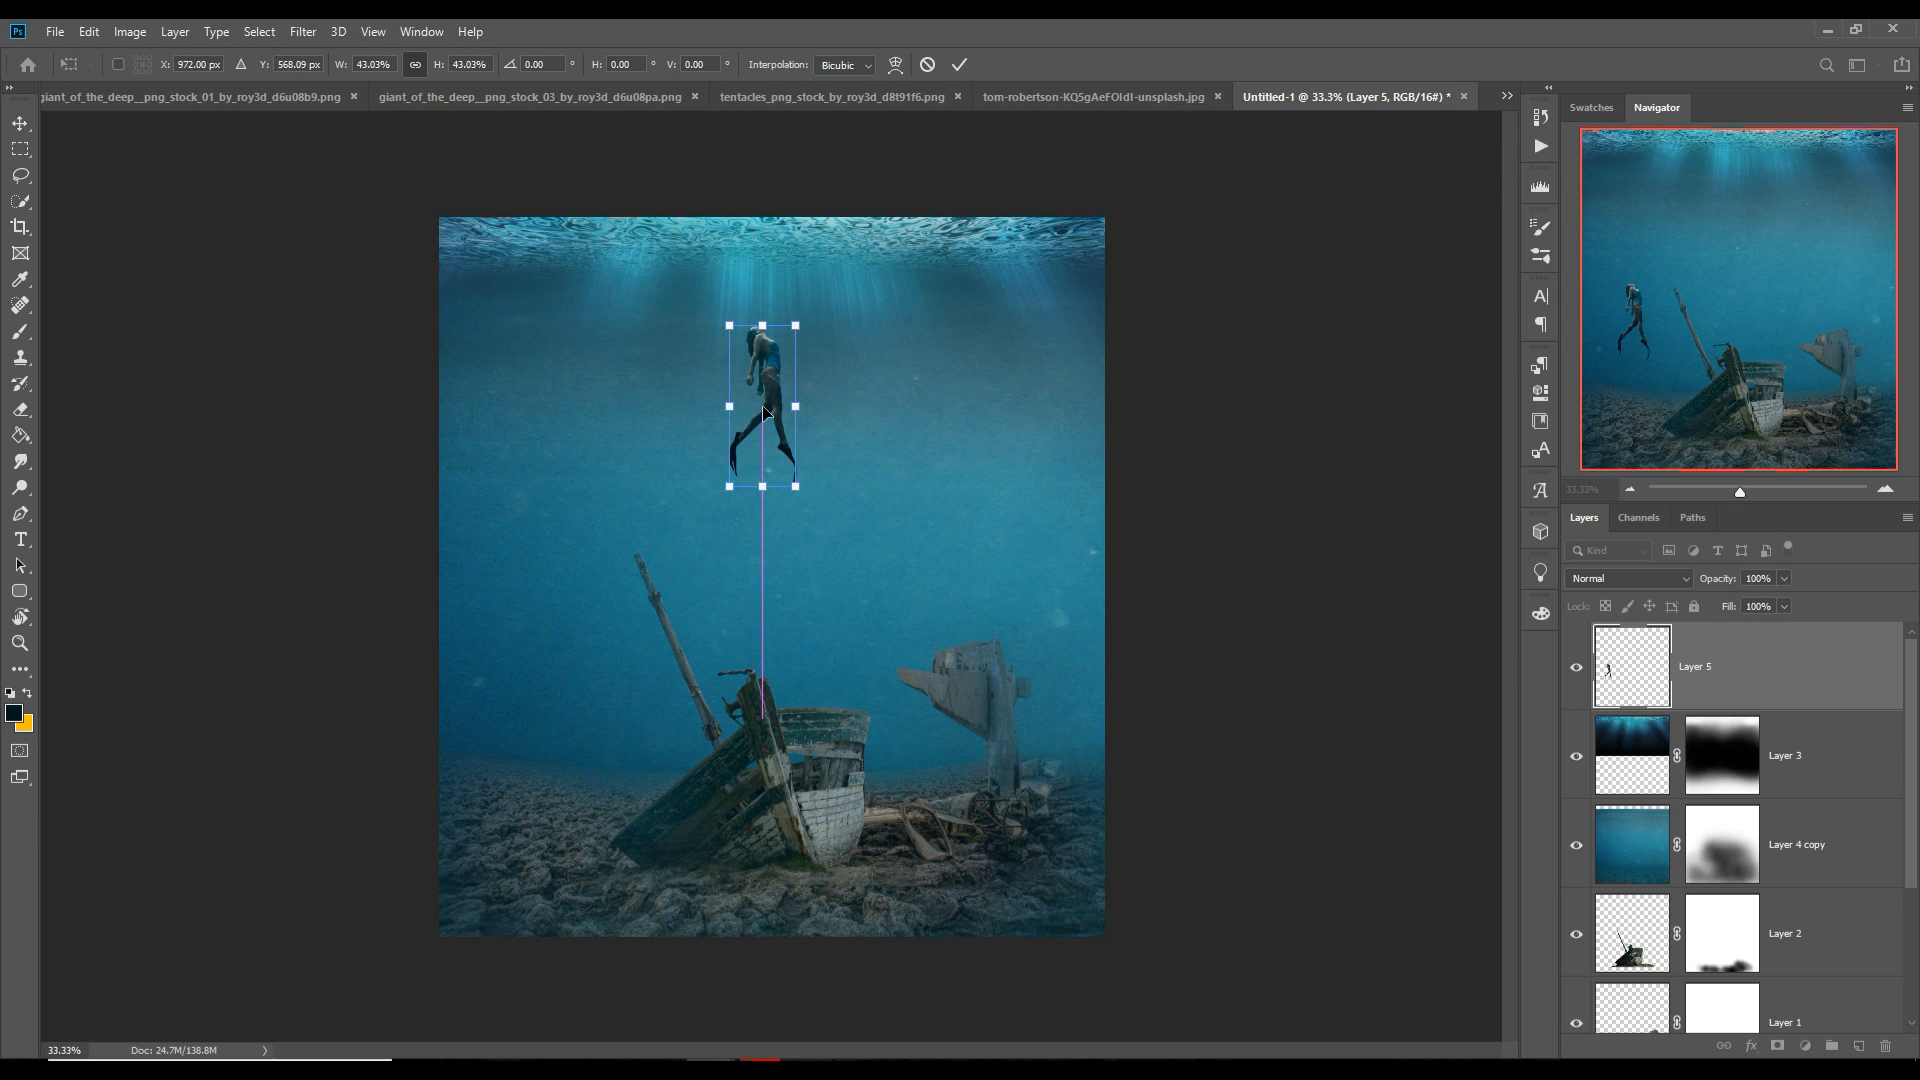 Ps File Edit Image Layer Type Select Filter 3D View Window Help
X: 972.00 px Y: 568.09 px W: 43.03% H: 43.03% 0.00 ° H: 0.00 ° V: 0.00 ° Interpolation: Bicubic
giant_of_the_deep__png_stock_01_by_roy3d_d6u08b9.png × giant_of_the_deep__png_stock_03_by_roy3d_d6u08pa.png × tentacles_png_stock_by_roy3d_d8t91f6.png × tom-robertson-KQ5gAeFOIdI-unsplash.jpg × Untitled-1 @ 33.3% (Layer 5, RGB/16#) * ×
Swatches Navigator
33.33%
Layers Channels Paths
Kind
Normal Opacity: 100%
Lock: Fill: 100%
Layer 5
Layer 3
Layer 4 copy
Layer 2
Layer 1
33.33% Doc: 24.7M/138.8M